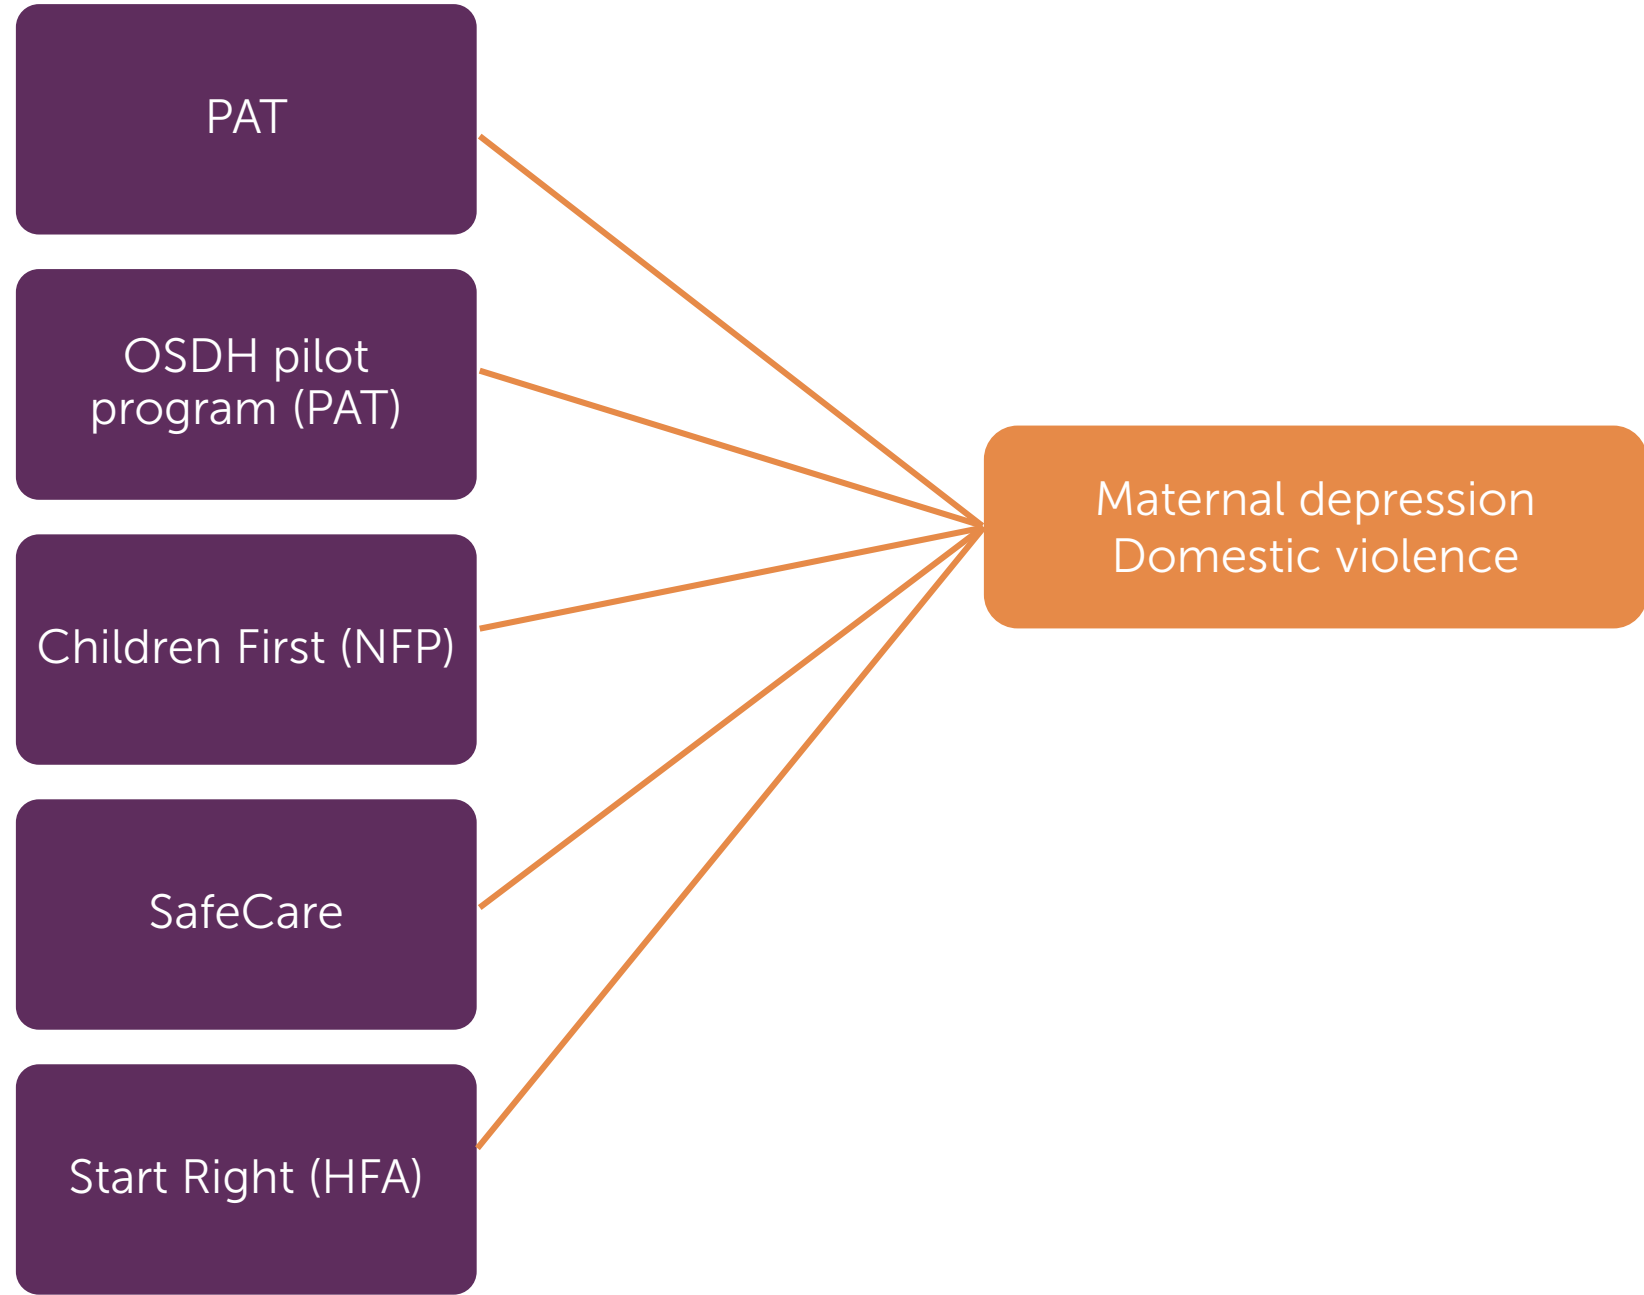 PAT
OSDH pilot
program (PAT)
Children First (NFP)
SafeCare
Start Right (HFA)
Maternal depression
Domestic violence